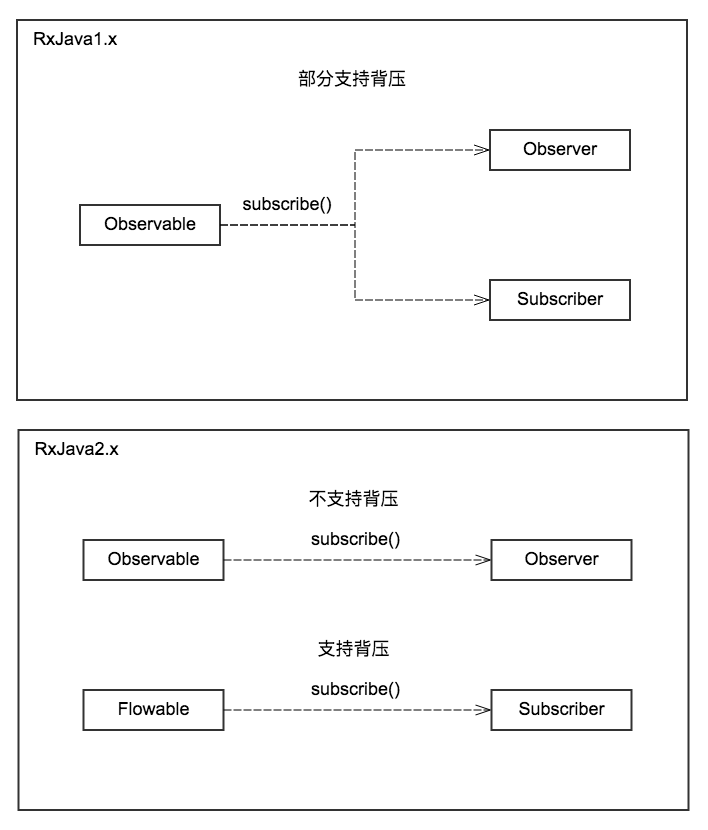 RxJava1.x
部分支持背压
Observer
subscribe()
Observable
Subscriber
RxJava2.x
不支持背压
subscribe()
Observable
Observer
支持背压
subscribe()
Flowable
Subscriber